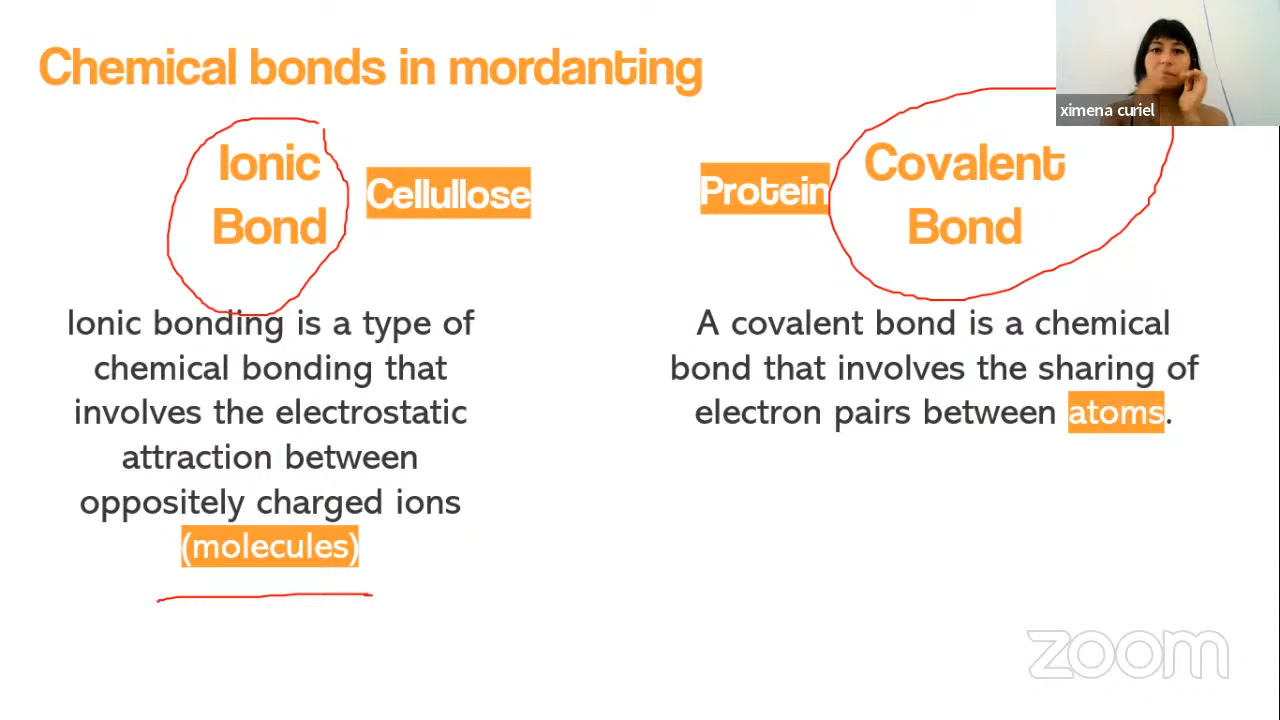 Chemical bonds in mordanting
ximena curiel
Ionic
Bond
Cellullose
Ionic bonding is a type of
chemical bonding that
involves the electrostatic
attraction between
oppositely charged ions
(molecules)
Protein
Covalent
Bond
A covalent bond is a chemical
bond that involves the sharing of
electron pairs between atoms.
zoom